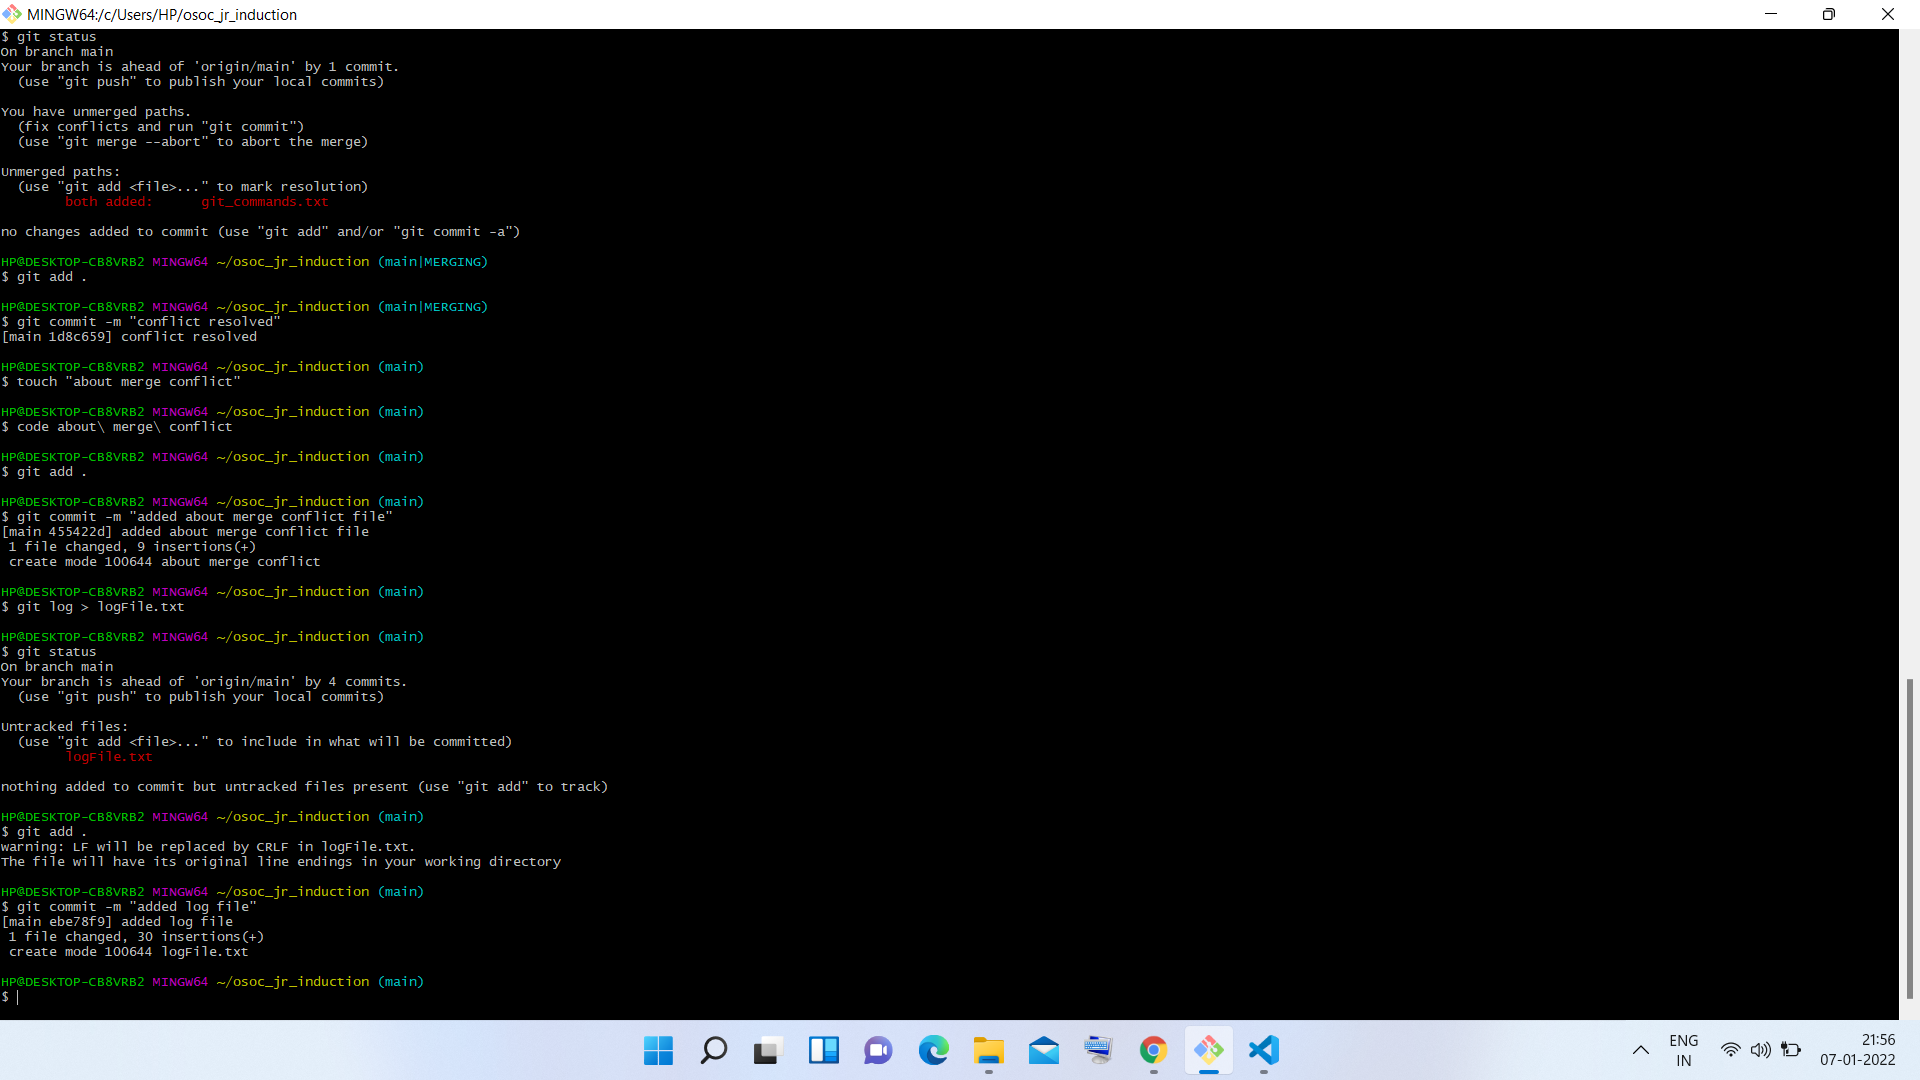 MINGW64:/c/Users/HP/osoc_jr_induction
$ git status
On branch main
Your branch is ahead of 'origin/main' by 1 commit.
  (use "git push" to publish your local commits)
You have unmerged paths.
  (fix conflicts and run "git commit")
  (use "git merge --abort" to abort the merge)
Unmerged paths:
  (use "git add <file>..." to mark resolution)
        both added:      git_commands.txt
no changes added to commit (use "git add" and/or "git commit -a")
HP@DESKTOP-CB8VRB2 MINGW64 ~/osoc_jr_induction (main|MERGING)
$ git add .
HP@DESKTOP-CB8VRB2 MINGW64 ~/osoc_jr_induction (main|MERGING)
$ git commit -m "conflict resolved"
[main 1d8c659] conflict resolved
HP@DESKTOP-CB8VRB2 MINGW64 ~/osoc_jr_induction (main)
$ touch "about merge conflict"
HP@DESKTOP-CB8VRB2 MINGW64 ~/osoc_jr_induction (main)
$ code about\ merge\ conflict
HP@DESKTOP-CB8VRB2 MINGW64 ~/osoc_jr_induction (main)
$ git add .
HP@DESKTOP-CB8VRB2 MINGW64 ~/osoc_jr_induction (main)
$ git commit -m "added about merge conflict file"
[main 455422d] added about merge conflict file
 1 file changed, 9 insertions(+)
 create mode 100644 about merge conflict
HP@DESKTOP-CB8VRB2 MINGW64 ~/osoc_jr_induction (main)
$ git log > logFile.txt
HP@DESKTOP-CB8VRB2 MINGW64 ~/osoc_jr_induction (main)
$ git status
On branch main
Your branch is ahead of 'origin/main' by 4 commits.
  (use "git push" to publish your local commits)
Untracked files:
  (use "git add <file>..." to include in what will be committed)
        logFile.txt
nothing added to commit but untracked files present (use "git add" to track)
HP@DESKTOP-CB8VRB2 MINGW64 ~/osoc_jr_induction (main)
$ git add .
warning: LF will be replaced by CRLF in logFile.txt.
The file will have its original line endings in your working directory
HP@DESKTOP-CB8VRB2 MINGW64 ~/osoc_jr_induction (main)
$ git commit -m "added log file"
[main ebe78f9] added log file
 1 file changed, 30 insertions(+)
 create mode 100644 logFile.txt
HP@DESKTOP-CB8VRB2 MINGW64 ~/osoc_jr_induction (main)
$
ENG
IN
21:56
07-01-2022